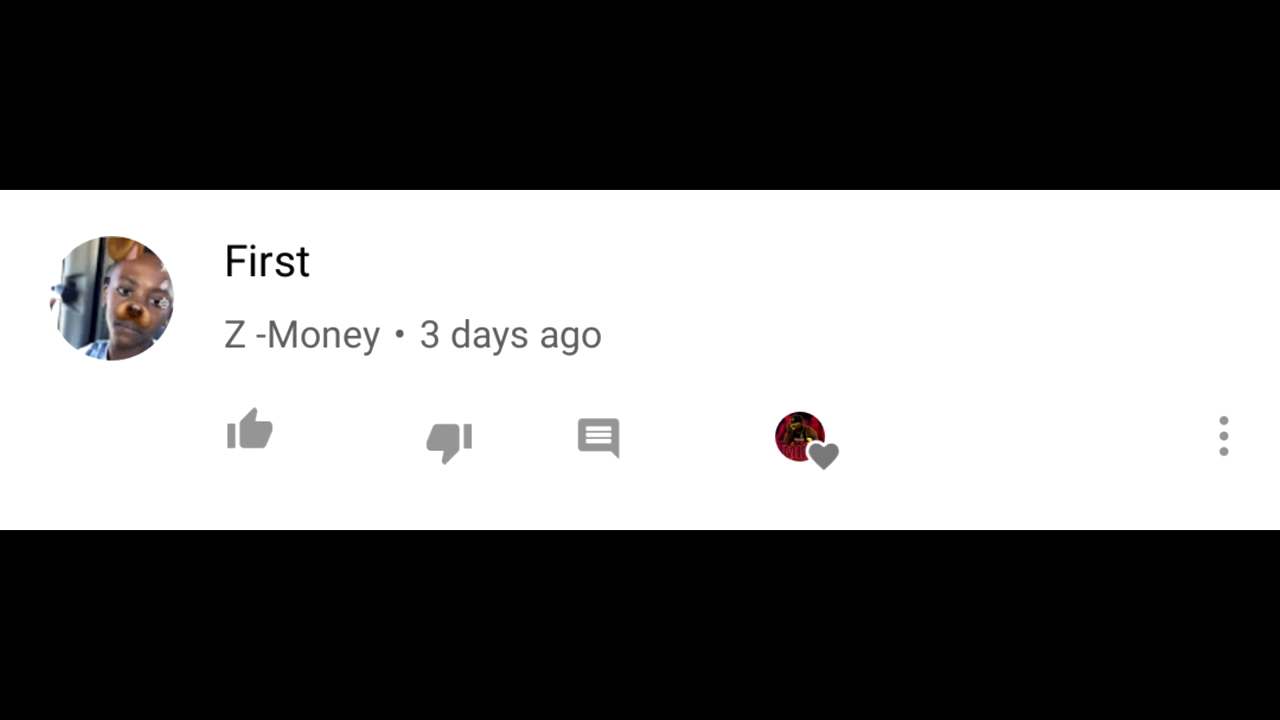 First
Z -Money • 3 days ago